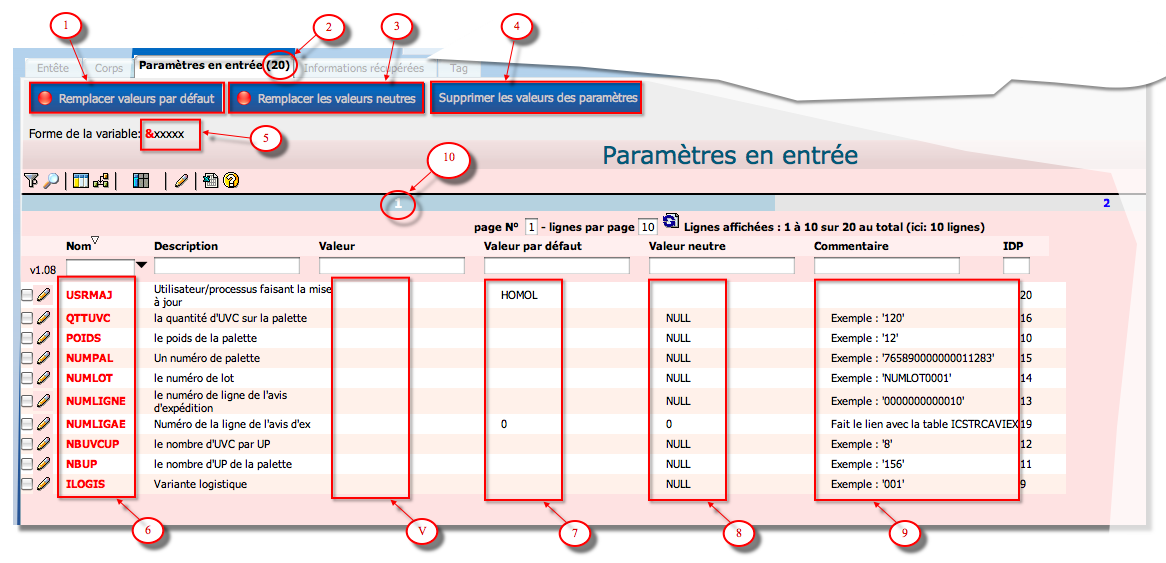 1
2
3
4
Entête Corps Paramètres en entrée (20) Informations récupérées Tag
Remplacer valeurs par défaut Remplacer les valeurs neutres Supprimer les valeurs des paramètres
Forme de la variable: &xxxxx
5
Paramètres en entrée
10
1 2
page N° 1 - lignes par page 10 Lignes affichées : 1 à 10 sur 20 au total (ici: 10 lignes)
Nom Description Valeur Valeur par défaut Valeur neutre Commentaire IDP
v1.08
USRMAJ Utilisateur/processus faisant la mise à jour HOMOL 20
QTTUVC la quantité d'UVC sur la palette NULL Exemple : '120' 16
POIDS le poids de la palette NULL Exemple : '12' 10
NUMPAL Un numéro de palette NULL Exemple : '765890000000011283' 15
NUMLOT le numéro de lot NULL Exemple : 'NUMLOT0001' 14
NUMLIGNE le numéro de ligne de l'avis d'expédition NULL Exemple : '0000000000010' 13
NUMLIGAE Numéro de la ligne de l'avis d'ex 0 0 Fait le lien avec la table ICSTRCAVIEX 19
NBUVCUP le nombre d'UVC par UP NULL Exemple : '8' 12
NBUP le nombre d'UP de la palette NULL Exemple : '156' 11
ILOGIS Variante logistique NULL Exemple : '001' 9
6
V
7
8
9